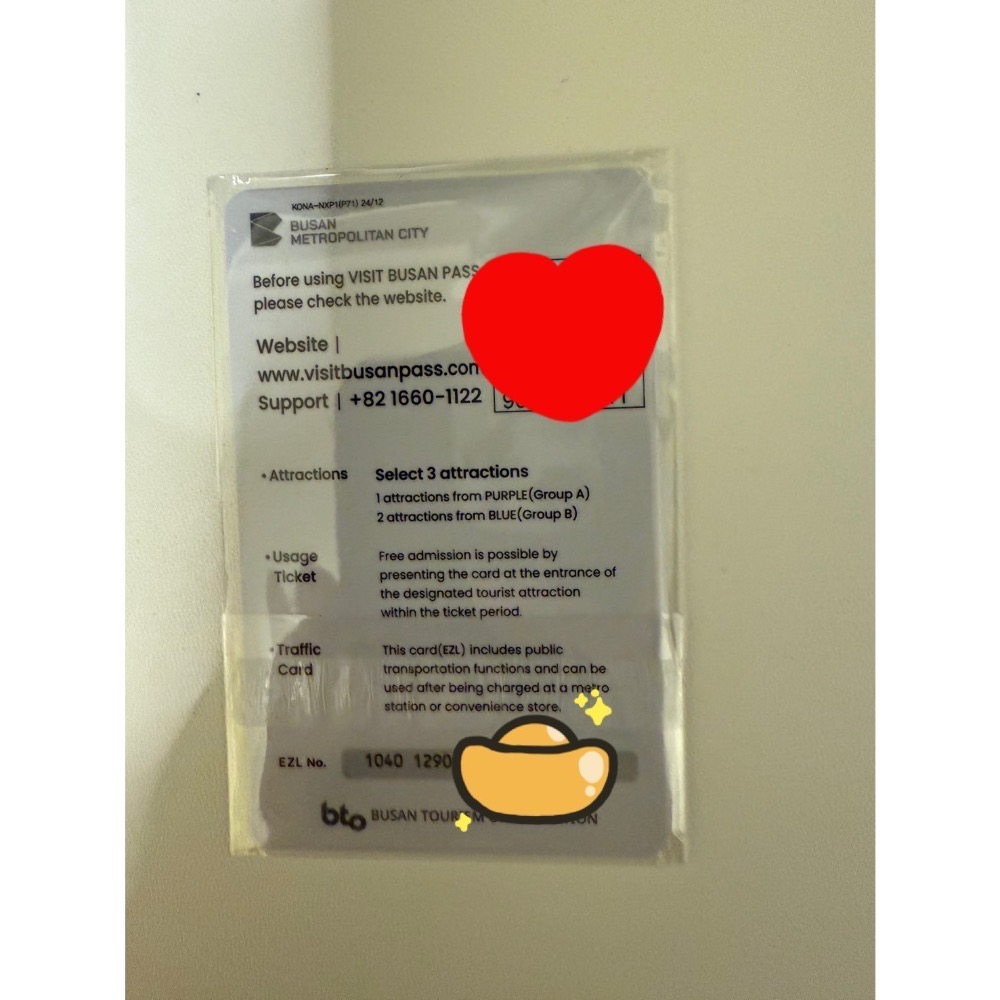 KONA-NXP1(P71) 24/12
BUSAN
METROPOLITAN CITY
Before using VISIT BUSAN PASS
please check the website.
Website |
www.visitbusanpass.com
Support | +82 1660-1122
• Attractions
Select 3 attractions
1 attractions from PURPLE(Group A)
2 attractions from BLUE(Group B)
• Usage
Ticket
Free admission is possible by
presenting the card at the entrance of
the designated tourist attraction
within the ticket period.
• Traffic
Card
This card(EZL) includes public
transportation functions and can be
used after being charged at a metro
station or convenience store.
EZL No. 1040 1290
bto BUSAN TOURISM